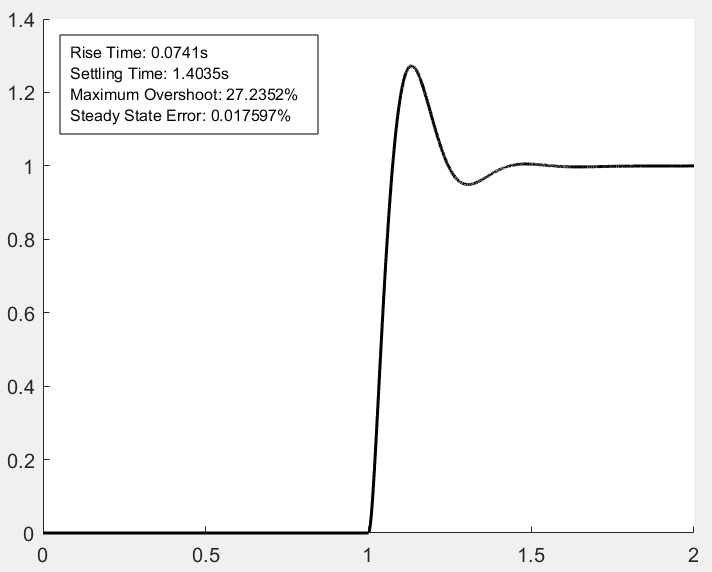 1.4
Rise Time: 0.0741s
Settling Time: 1.4035s
Maximum Overshoot: 27.2352%
Steady State Error: 0.017597%
1.2
1
0.8
0.6
0.4
0.2
0
0 0.5 1 1.5 2